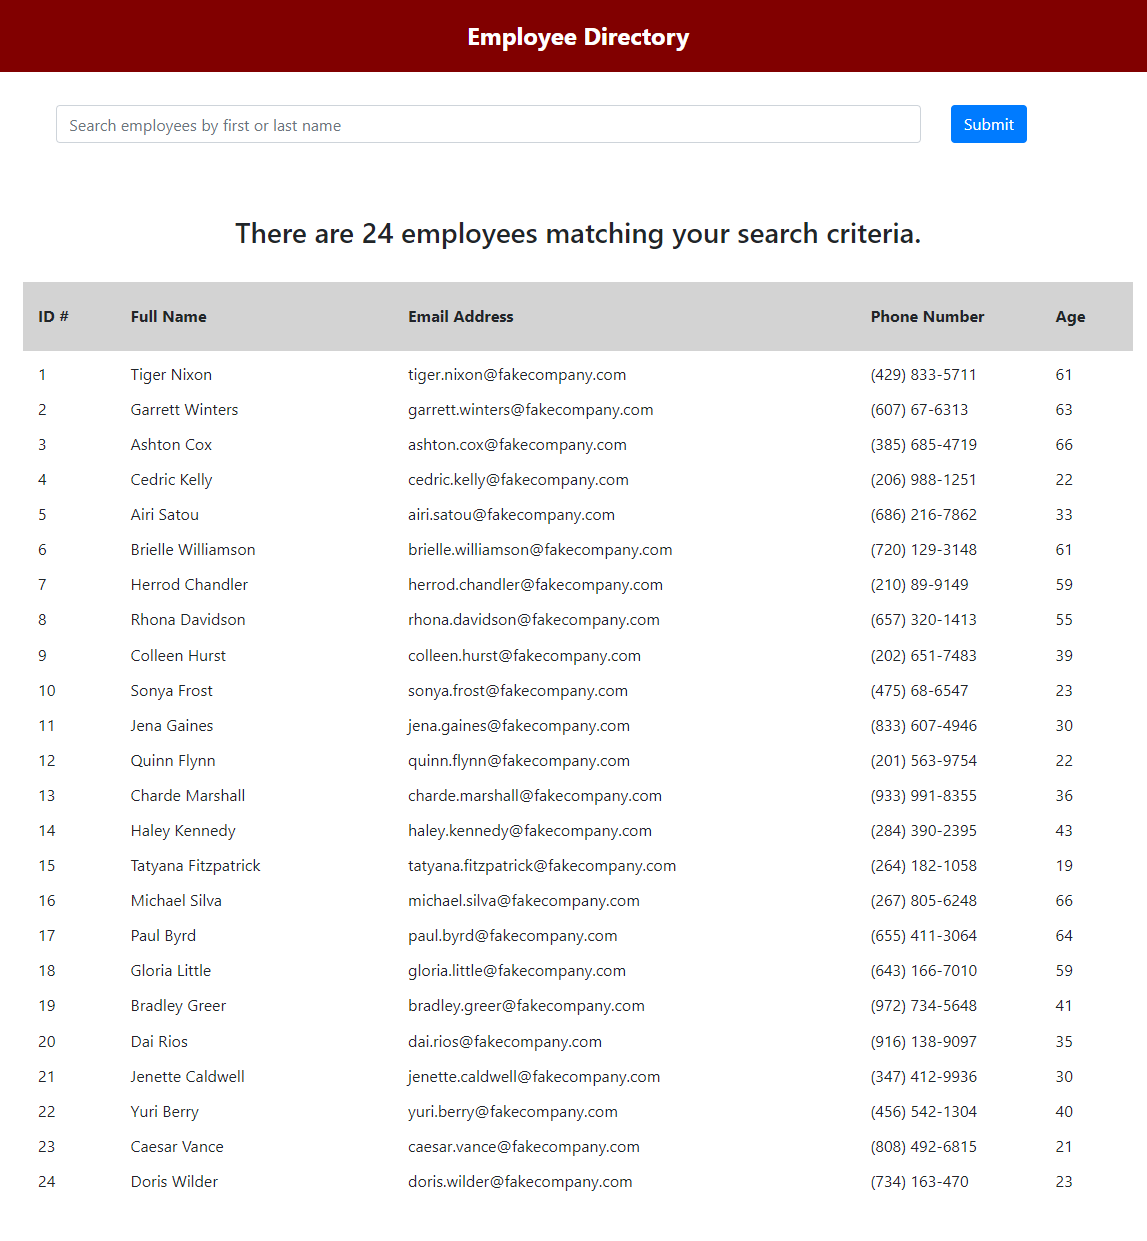 Employee Directory
Search employees by first or last name Submit
There are 24 employees matching your search criteria.
ID # Full Name Email Address Phone Number Age
1 Tiger Nixon tiger.nixon@fakecompany.com (429) 833-5711 61
2 Garrett Winters garrett.winters@fakecompany.com (607) 67-6313 63
3 Ashton Cox ashton.cox@fakecompany.com (385) 685-4719 66
4 Cedric Kelly cedric.kelly@fakecompany.com (206) 988-1251 22
5 Airi Satou airi.satou@fakecompany.com (686) 216-7862 33
6 Brielle Williamson brielle.williamson@fakecompany.com (720) 129-3148 61
7 Herrod Chandler herrod.chandler@fakecompany.com (210) 89-9149 59
8 Rhona Davidson rhona.davidson@fakecompany.com (657) 320-1413 55
9 Colleen Hurst colleen.hurst@fakecompany.com (202) 651-7483 39
10 Sonya Frost sonya.frost@fakecompany.com (475) 68-6547 23
11 Jena Gaines jena.gaines@fakecompany.com (833) 607-4946 30
12 Quinn Flynn quinn.flynn@fakecompany.com (201) 563-9754 22
13 Charde Marshall charde.marshall@fakecompany.com (933) 991-8355 36
14 Haley Kennedy haley.kennedy@fakecompany.com (284) 390-2395 43
15 Tatyana Fitzpatrick tatyana.fitzpatrick@fakecompany.com (264) 182-1058 19
16 Michael Silva michael.silva@fakecompany.com (267) 805-6248 66
17 Paul Byrd paul.byrd@fakecompany.com (655) 411-3064 64
18 Gloria Little gloria.little@fakecompany.com (643) 166-7010 59
19 Bradley Greer bradley.greer@fakecompany.com (972) 734-5648 41
20 Dai Rios dai.rios@fakecompany.com (916) 138-9097 35
21 Jenette Caldwell jenette.caldwell@fakecompany.com (347) 412-9936 30
22 Yuri Berry yuri.berry@fakecompany.com (456) 542-1304 40
23 Caesar Vance caesar.vance@fakecompany.com (808) 492-6815 21
24 Doris Wilder doris.wilder@fakecompany.com (734) 163-470 23